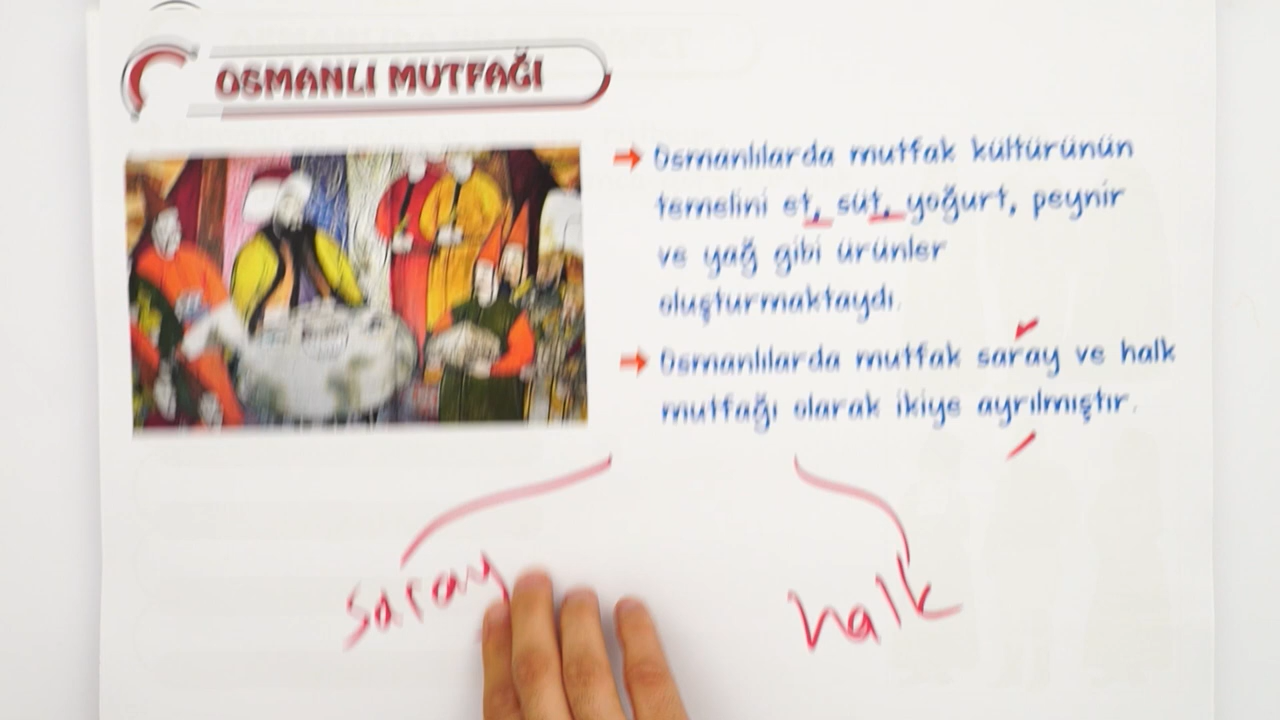 OSMANLI MUTFAĞI
Osmanlılarda mutfak kültürünün
temelini et, süt, yoğurt, peynir
ve yağ gibi ürünler
oluşturmaktaydı.
Osmanlılarda mutfak saray ve halk
mutfağı olarak ikiye ayrılmıştır.
saray
halk